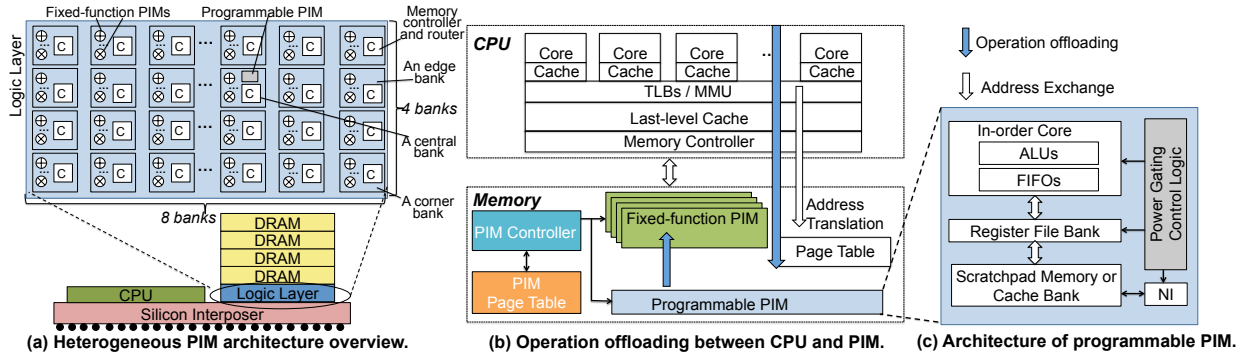 Fixed-function PIMs
Programmable PIM
Memory
controller
and router
Logic Layer
C C C ... C C C
An edge
bank
C C C ... C C C
4 banks
C C C ... C C C
A central
bank
C C C ... C C C
A corner
bank
8 banks
DRAM
DRAM
DRAM
DRAM
CPU
Logic Layer
Silicon Interposer
(a) Heterogeneous PIM architecture overview.
CPU
Core Core Core ... Core
Cache Cache Cache Cache
TLBs / MMU
Last-level Cache
Memory Controller
Memory
PIM Controller
Fixed-function PIM
Address
Translation
Page Table
PIM
Page Table
Programmable PIM
(b) Operation offloading between CPU and PIM.
Operation offloading
Address Exchange
In-order Core
ALUs
FIFOs
Power Gating
Control Logic
Register File Bank
Scratchpad Memory or
Cache Bank
NI
(c) Architecture of programmable PIM.